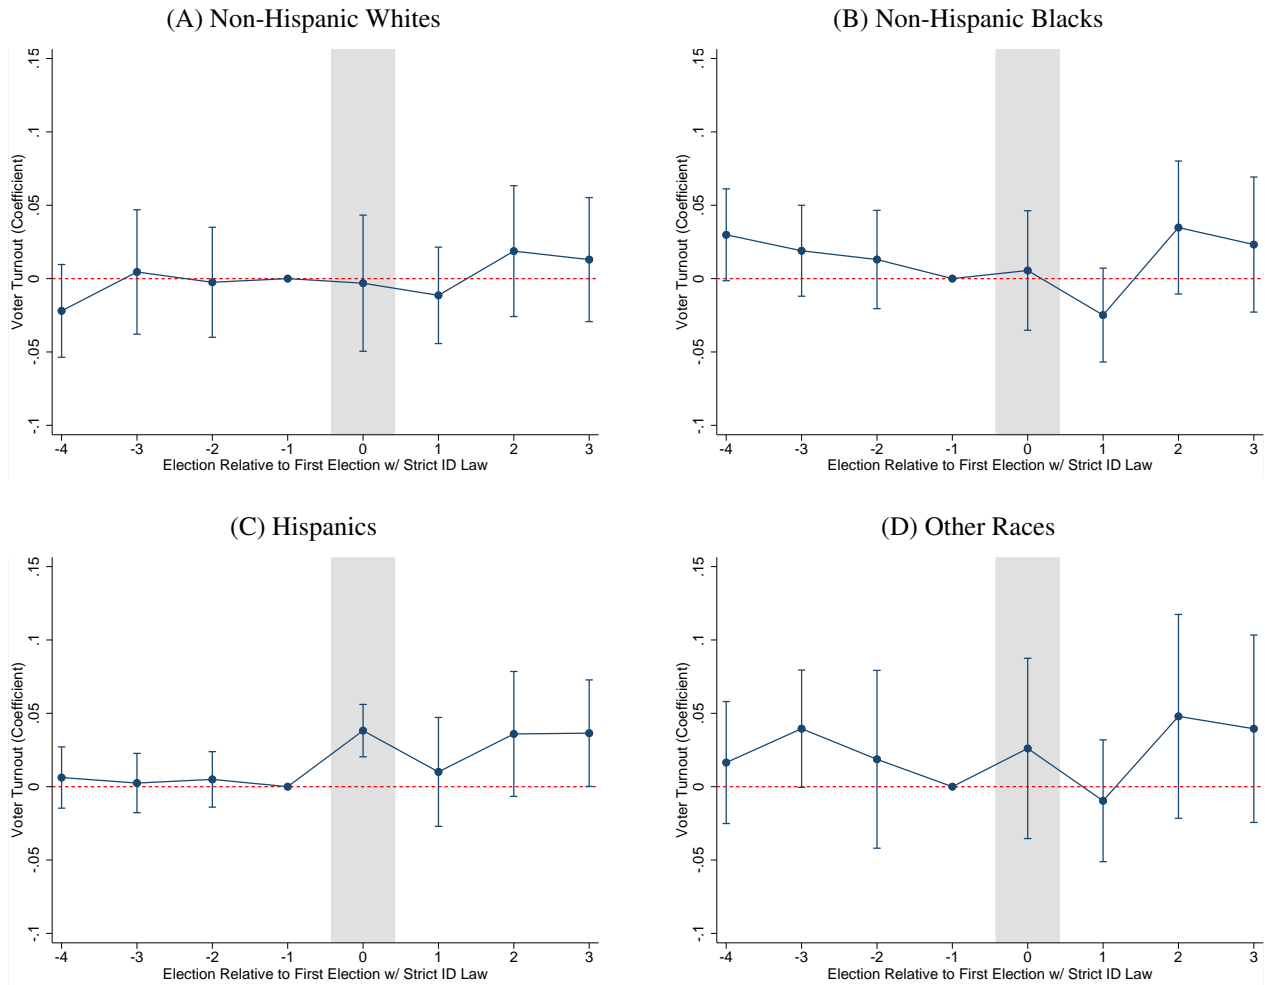 (A) Non-Hispanic Whites
.15
.1
.05
0
-.05
-.1
Voter Turnout (Coefficient)
-4 -3 -2 -1 0 1 2 3
Election Relative to First Election w/ Strict ID Law
(B) Non-Hispanic Blacks
.15
.1
.05
0
-.05
-.1
Voter Turnout (Coefficient)
-4 -3 -2 -1 0 1 2 3
Election Relative to First Election w/ Strict ID Law
(C) Hispanics
.15
.1
.05
0
-.05
-.1
Voter Turnout (Coefficient)
-4 -3 -2 -1 0 1 2 3
Election Relative to First Election w/ Strict ID Law
(D) Other Races
.15
.1
.05
0
-.05
-.1
Voter Turnout (Coefficient)
-4 -3 -2 -1 0 1 2 3
Election Relative to First Election w/ Strict ID Law